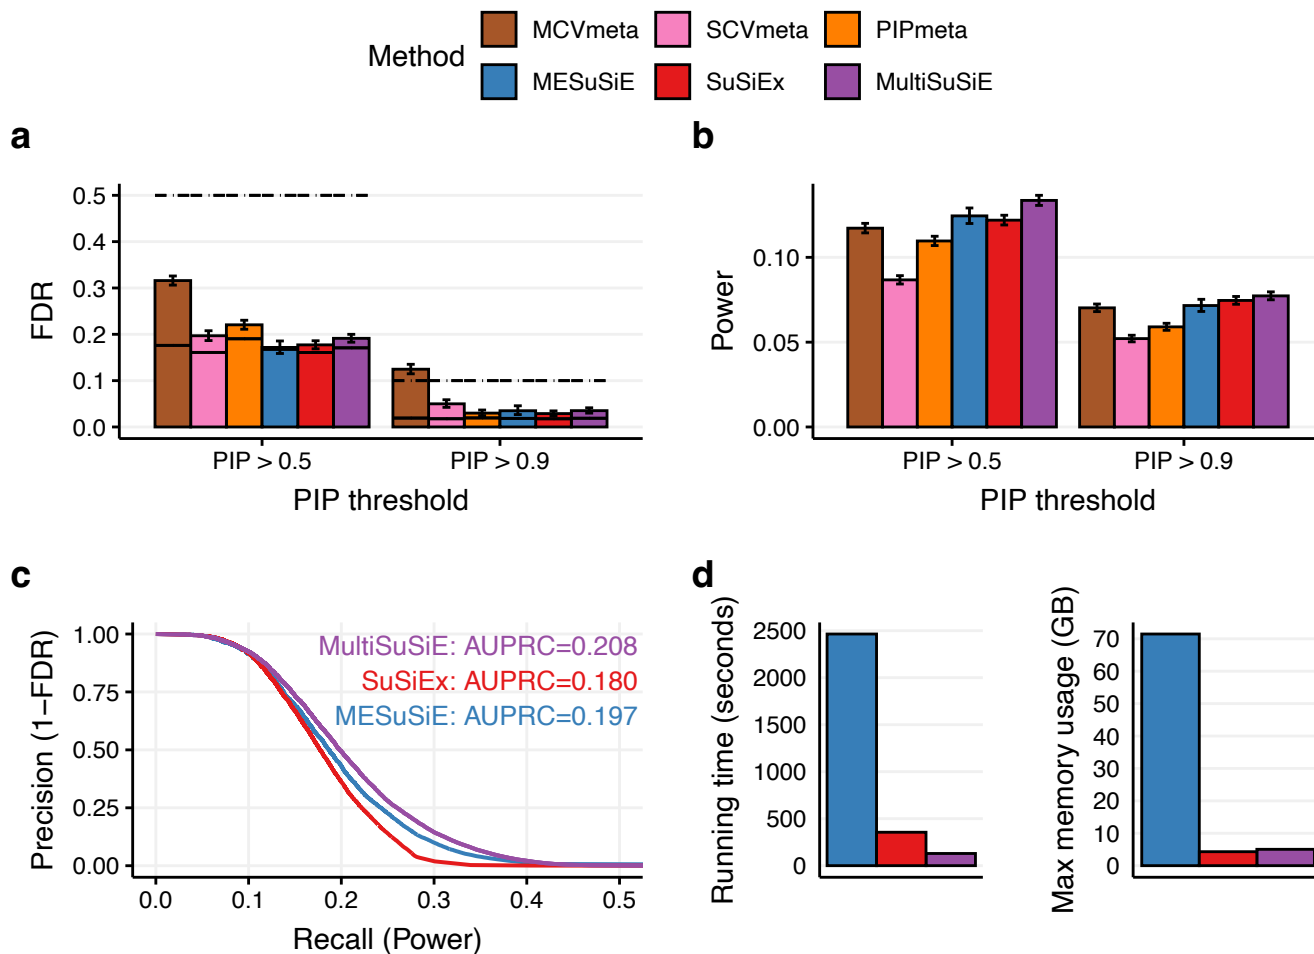 Method
MCVmeta
SCVmeta
PIPmeta
MESuSiE
SuSiEx
MultiSuSiE
a
FDR
0.5
0.4
0.3
0.2
0.1
0.0
PIP > 0.5
PIP > 0.9
PIP threshold
b
Power
0.10
0.05
0.00
PIP > 0.5
PIP > 0.9
PIP threshold
c
Precision (1−FDR)
1.00
0.75
0.50
0.25
0.00
MultiSuSiE: AUPRC=0.208
SuSiEx: AUPRC=0.180
MESuSiE: AUPRC=0.197
0.0
0.1
0.2
0.3
0.4
0.5
Recall (Power)
d
Running time (seconds)
2500
2000
1500
1000
500
0
Max memory usage (GB)
70
60
50
40
30
20
10
0